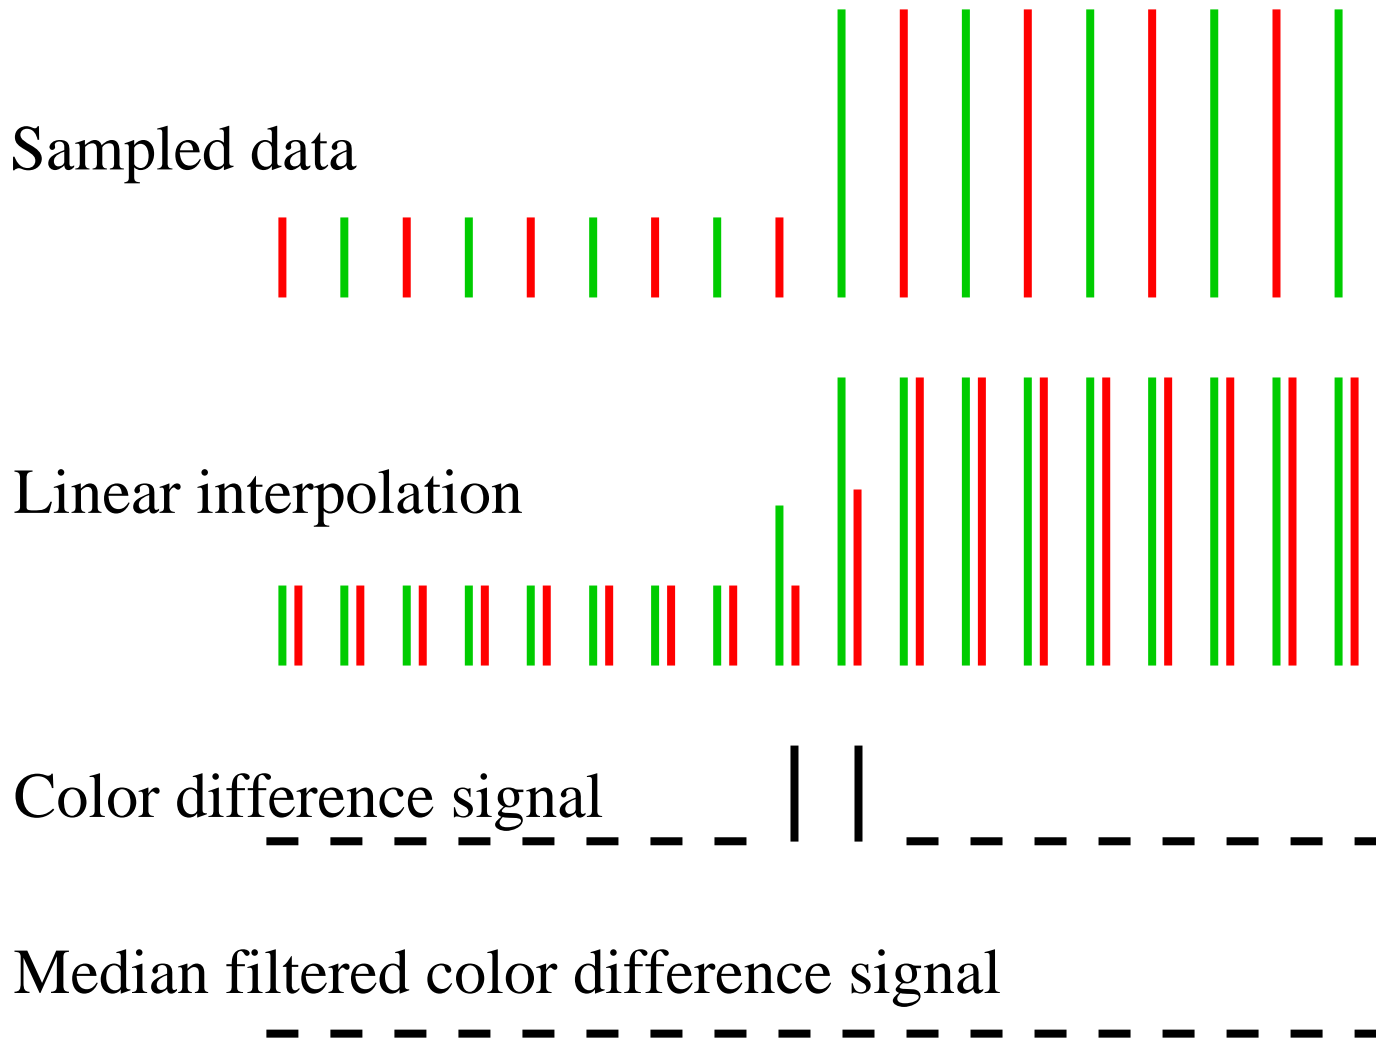 Sampled data
Linear interpolation
Color difference signal
Median filtered color difference signal